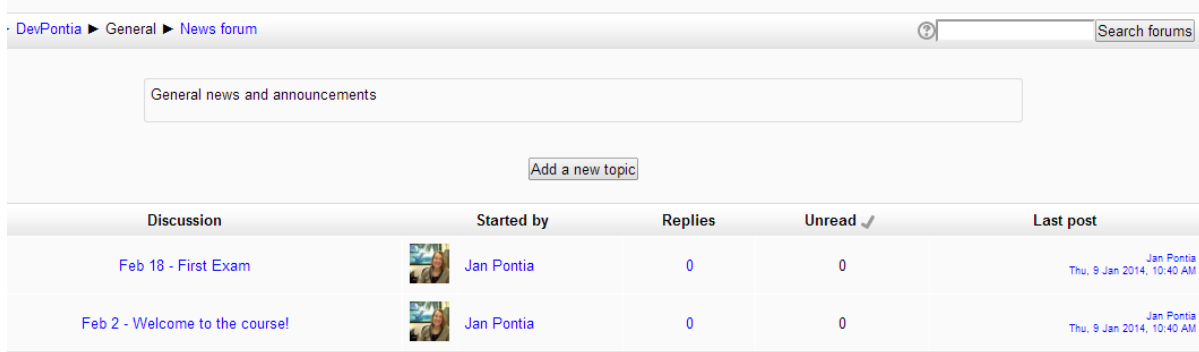 DevPontia ► General ► News forum
Search forums
General news and announcements
Add a new topic
Discussion Started by Replies Unread Last post
Feb 18 - First Exam Jan Pontia 0 0 Jan Pontia
Thu, 9 Jan 2014, 10:40 AM
Feb 2 - Welcome to the course! Jan Pontia 0 0 Jan Pontia
Thu, 9 Jan 2014, 10:40 AM